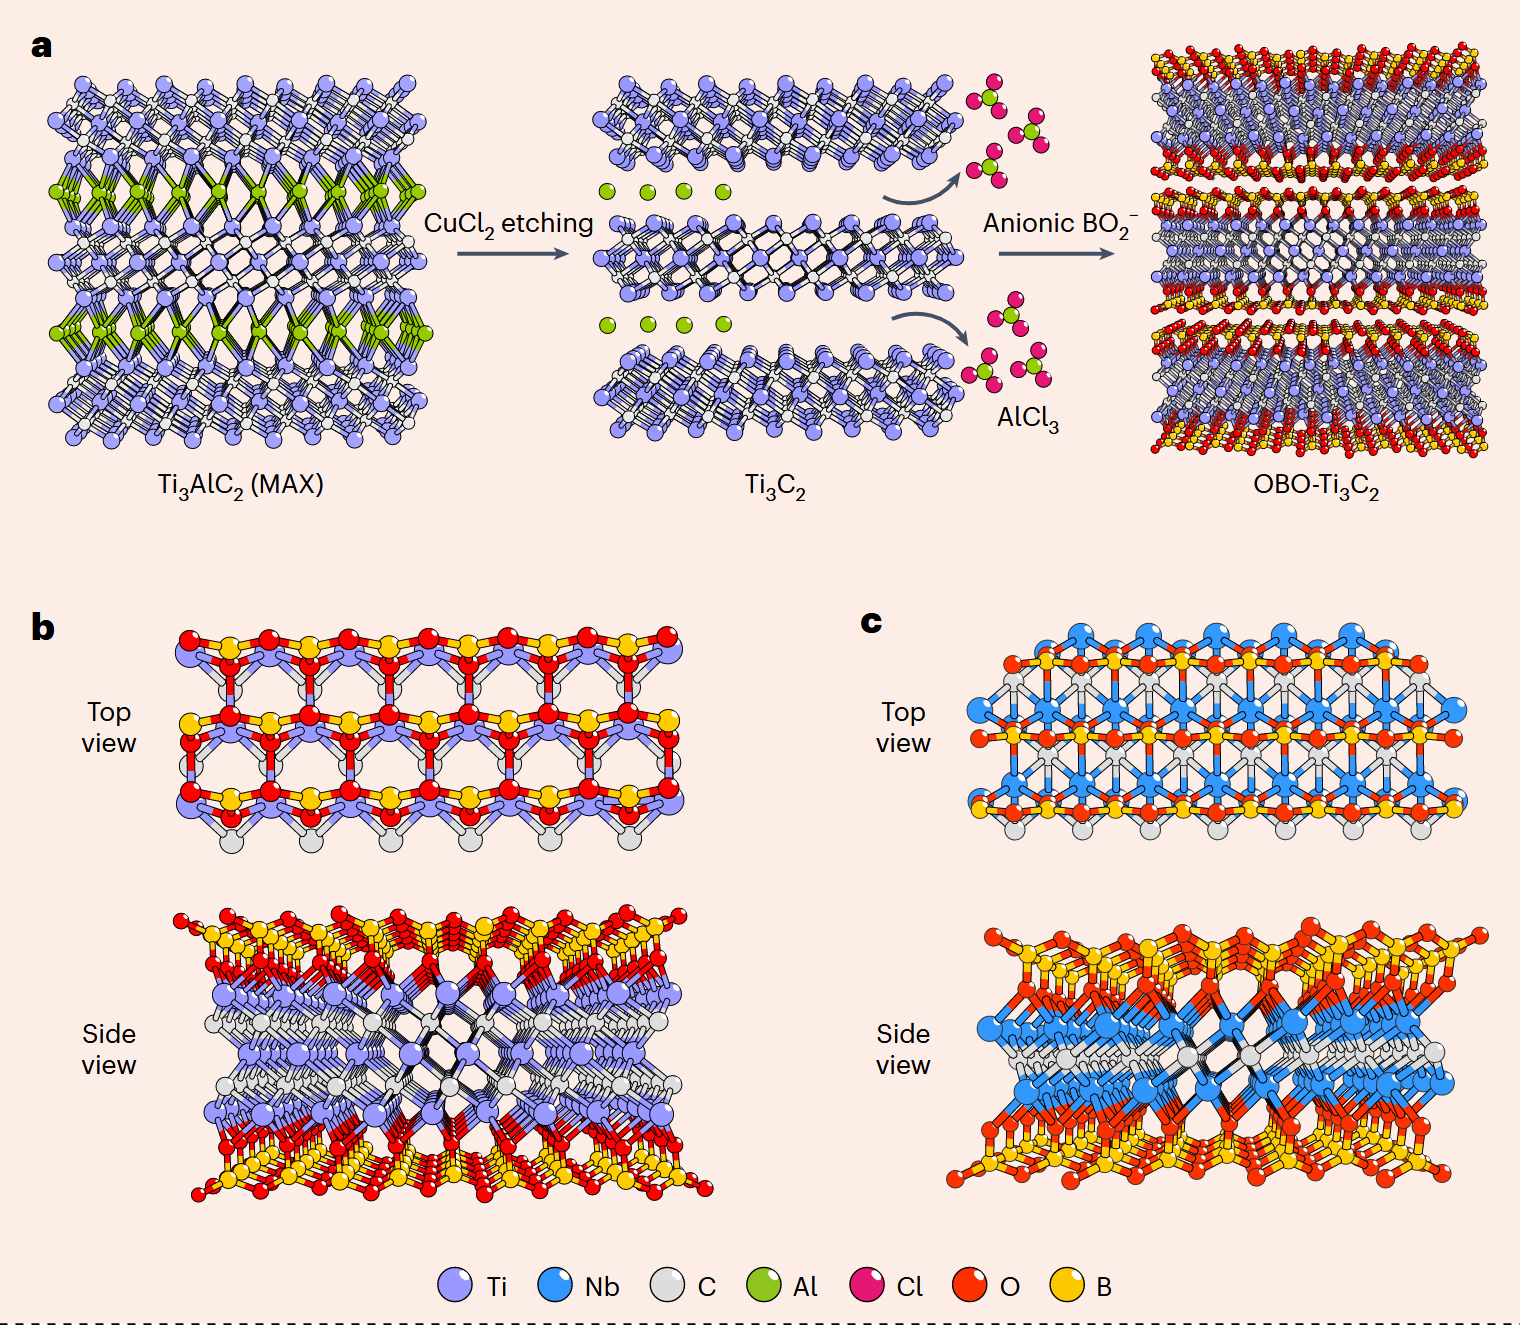 a
CuCl₂ etching
Anionic BO₂⁻
AlCl₃
Ti₃AlC₂ (MAX)
Ti₃C₂
OBO-Ti₃C₂
b
c
Top
view
Top
view
Side
view
Side
view
Ti
Nb
C
Al
Cl
O
B